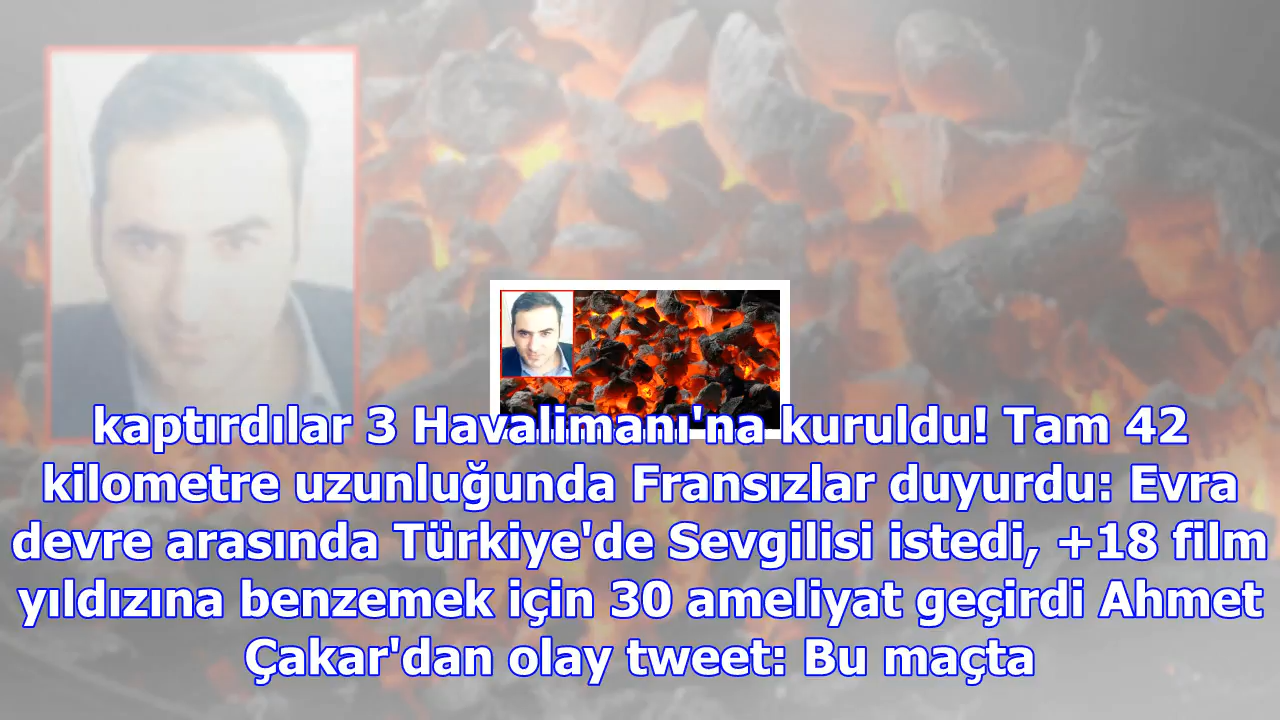 kaptırdılar 3 Havalimanı'na kuruldu! Tam 42
kilometre uzunluğunda Fransızlar duyurdu: Evra
devre arasında Türkiye'de Sevgilisi istedi, +18 film
yıldızına benzemek için 30 ameliyat geçirdi Ahmet
Çakar'dan olay tweet: Bu maçta